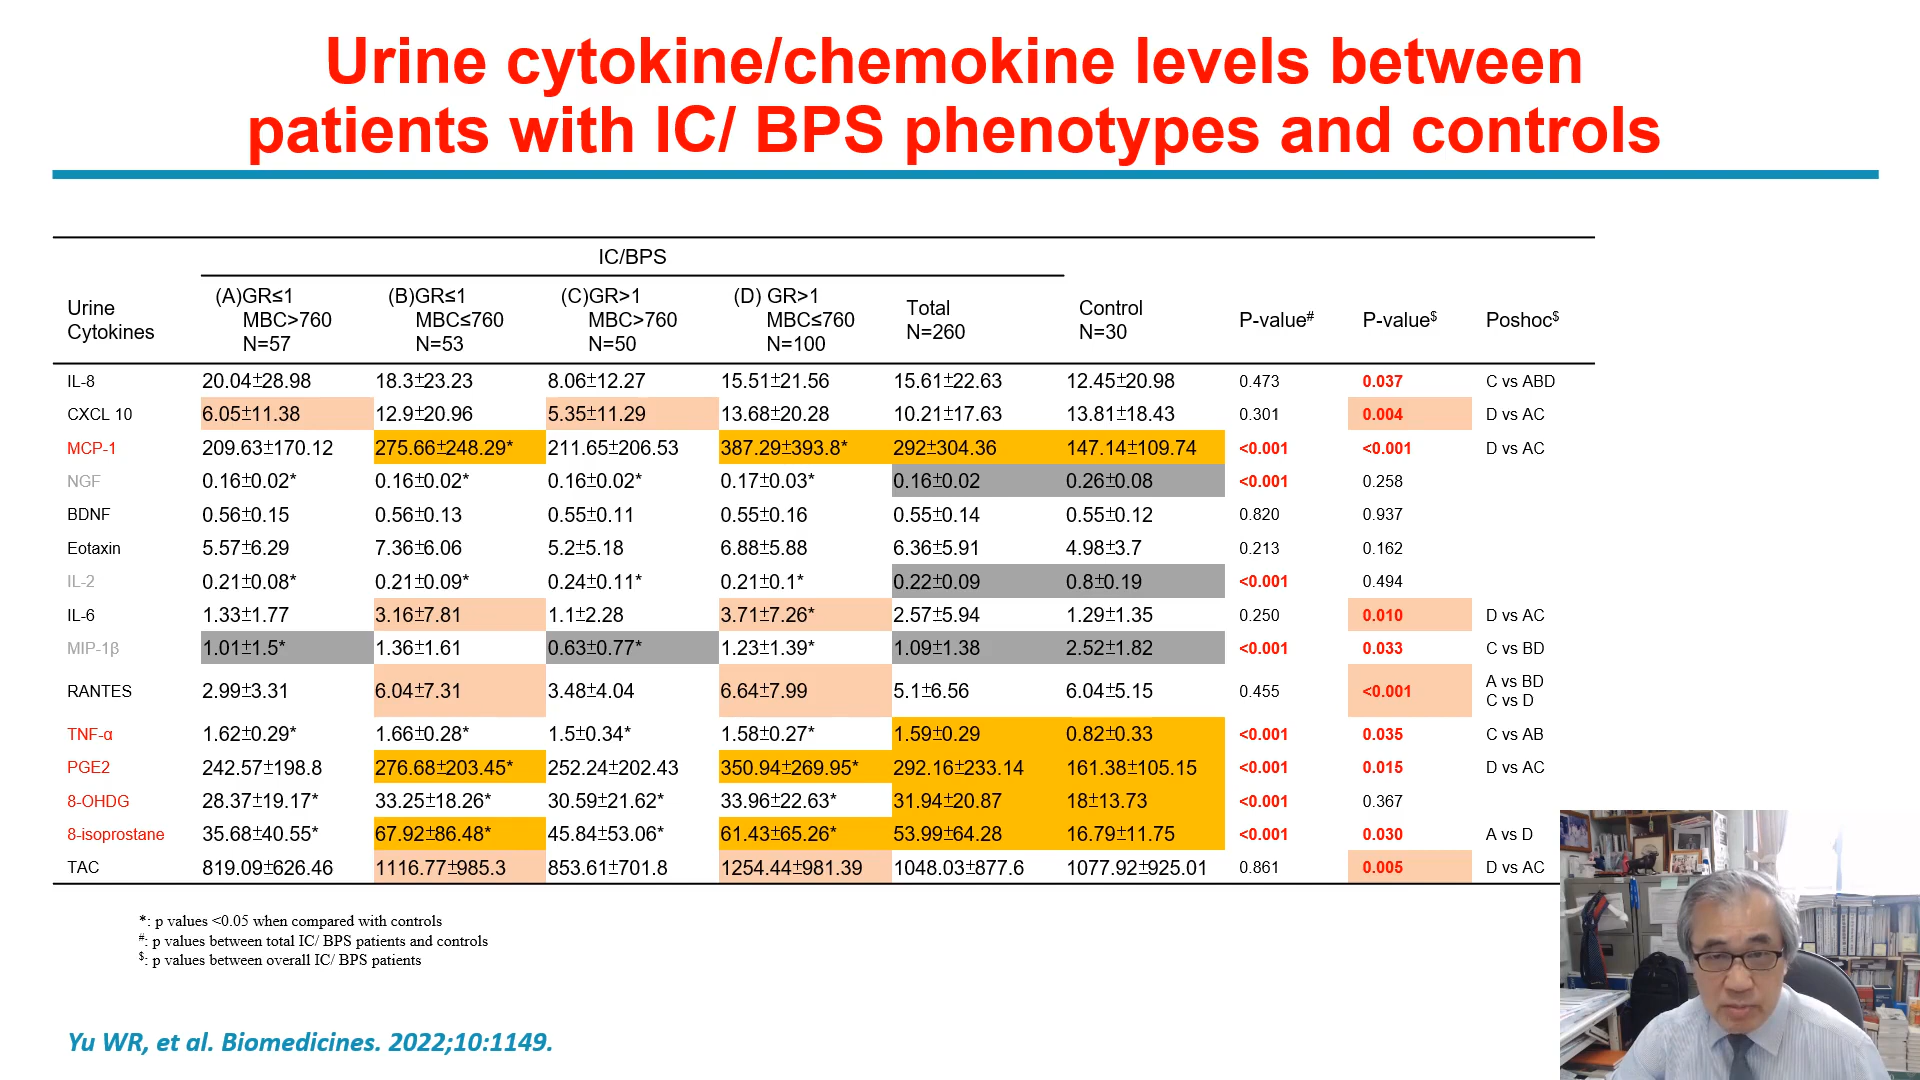 Urine cytokine/chemokine levels between
patients with IC/ BPS phenotypes and controls
IC/BPS
Urine Cytokines (A)GR≤1 MBC>760 N=57 (B)GR≤1 MBC≤760 N=53 (C)GR>1 MBC>760 N=50 (D) GR>1 MBC≤760 N=100 Total N=260 Control N=30 P-value# P-value$ Poshoc$
IL-8 20.04±28.98 18.3±23.23 8.06±12.27 15.51±21.56 15.61±22.63 12.45±20.98 0.473 0.037 C vs ABD
CXCL 10 6.05±11.38 12.9±20.96 5.35±11.29 13.68±20.28 10.21±17.63 13.81±18.43 0.301 0.004 D vs AC
MCP-1 209.63±170.12 275.66±248.29* 211.65±206.53 387.29±393.8* 292±304.36 147.14±109.74 <0.001 <0.001 D vs AC
NGF 0.16±0.02* 0.16±0.02* 0.16±0.02* 0.17±0.03* 0.16±0.02 0.26±0.08 <0.001 0.258
BDNF 0.56±0.15 0.56±0.13 0.55±0.11 0.55±0.16 0.55±0.14 0.55±0.12 0.820 0.937
Eotaxin 5.57±6.29 7.36±6.06 5.2±5.18 6.88±5.88 6.36±5.91 4.98±3.7 0.213 0.162
IL-2 0.21±0.08* 0.21±0.09* 0.24±0.11* 0.21±0.1* 0.22±0.09 0.8±0.19 <0.001 0.494
IL-6 1.33±1.77 3.16±7.81 1.1±2.28 3.71±7.26* 2.57±5.94 1.29±1.35 0.250 0.010 D vs AC
MIP-1β 1.01±1.5* 1.36±1.61 0.63±0.77* 1.23±1.39* 1.09±1.38 2.52±1.82 <0.001 0.033 C vs BD
RANTES 2.99±3.31 6.04±7.31 3.48±4.04 6.64±7.99 5.1±6.56 6.04±5.15 0.455 <0.001 A vs BD C vs D
TNF-α 1.62±0.29* 1.66±0.28* 1.5±0.34* 1.58±0.27* 1.59±0.29 0.82±0.33 <0.001 0.035 C vs AB
PGE2 242.57±198.8 276.68±203.45* 252.24±202.43 350.94±269.95* 292.16±233.14 161.38±105.15 <0.001 0.015 D vs AC
8-OHDG 28.37±19.17* 33.25±18.26* 30.59±21.62* 33.96±22.63* 31.94±20.87 18±13.73 <0.001 0.367
8-isoprostane 35.68±40.55* 67.92±86.48* 45.84±53.06* 61.43±65.26* 53.99±64.28 16.79±11.75 <0.001 0.030 A vs D
TAC 819.09±626.46 1116.77±985.3 853.61±701.8 1254.44±981.39 1048.03±877.6 1077.92±925.01 0.861 0.005 D vs AC
*: p values <0.05 when compared with controls
#: p values between total IC/ BPS patients and controls
$: p values between overall IC/ BPS patients
Yu WR, et al. Biomedicines. 2022;10:1149.